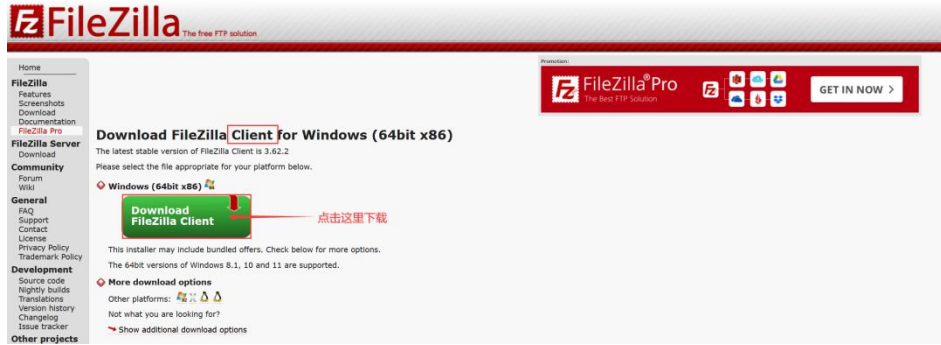 FileZilla The free FTP solution
Home
FileZilla
Features
Screenshots
Download
Documentation
FileZilla Pro
FileZilla Server
Download
Community
Forum
Wiki
General
FAQ
Support
Contact
License
Privacy Policy
Trademark Policy
Development
Source code
Nightly builds
Translations
Version history
Changelog
Issue tracker
Other projects
Promotion:
FileZilla® Pro
The Best FTP Solution
GET IN NOW >
Download FileZilla Client for Windows (64bit x86)
The latest stable version of FileZilla Client is 3.62.2
Please select the file appropriate for your platform below.
Windows (64bit x86)
Download
FileZilla Client
点击这里下载
This installer may include bundled offers. Check below for more options.
The 64bit versions of Windows 8.1, 10 and 11 are supported.
More download options
Other platforms:
Not what you are looking for?
Show additional download options